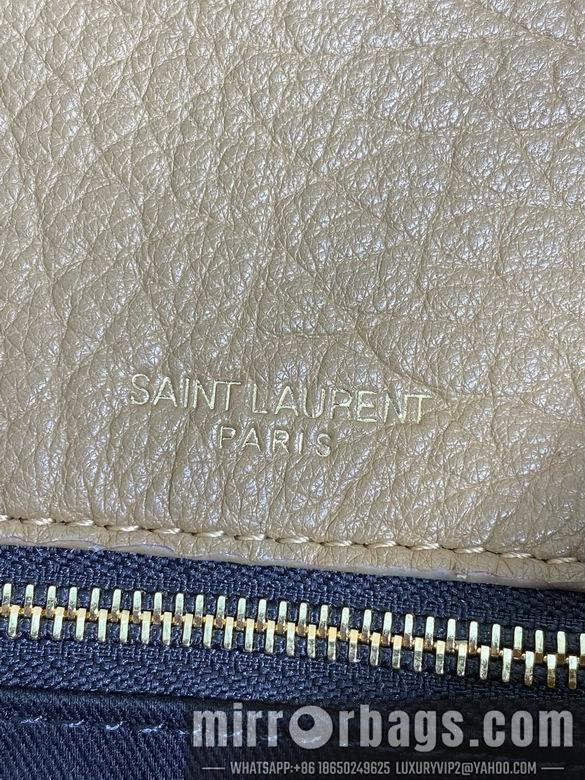 SAINT LAURENT
PARIS
mirrorbags.com
— WHATSAPP:+86 18650249625 LUXURYVIP2@YAHOO.COM —